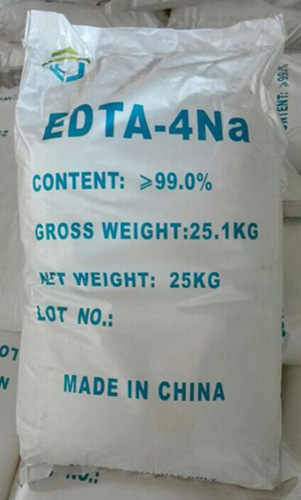 EDTA-4Na
CONTENT: ≥99.0%
GROSS WEIGHT:25.1KG
NET WEIGHT: 25KG
LOT NO.:
MADE IN CHINA